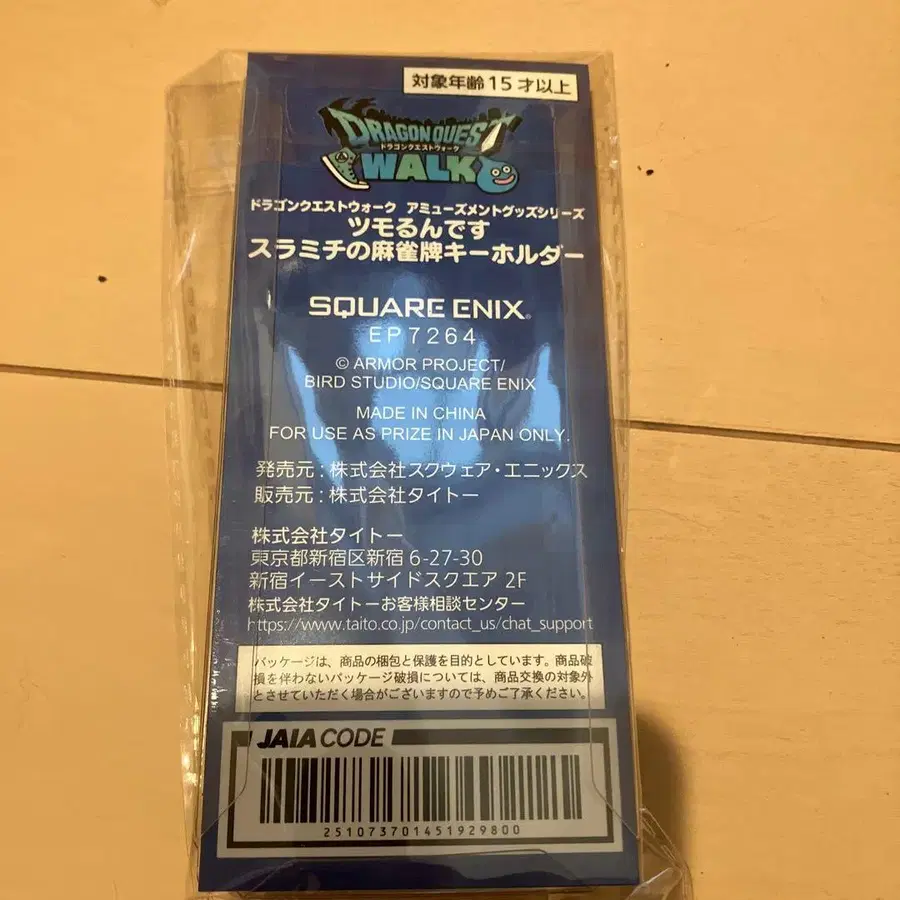 対象年齢15才以上
DRAGON QUEST
ドラゴンクエストウォーク
WALK
ドラゴンクエストウォーク アミューズメントグッズシリーズ
ツモるんです
スラミチの麻雀牌キーホルダー
SQUARE ENIX®
EP7264
© ARMOR PROJECT/
BIRD STUDIO/SQUARE ENIX
MADE IN CHINA
FOR USE AS PRIZE IN JAPAN ONLY.
発売元：株式会社スクウェア・エニックス
販売元：株式会社タイトー
株式会社タイトー
東京都新宿区新宿 6-27-30
新宿イーストサイドスクエア 2F
株式会社タイトーお客様相談センター
https://www.taito.co.jp/contact_us/chat_support
パッケージは、商品の梱包と保護を目的としています。商品破
損を伴わないパッケージ破損については、商品交換の対象外
とさせていただく場合がございますので予めご了承ください。
JAIA CODE
251073701451929800